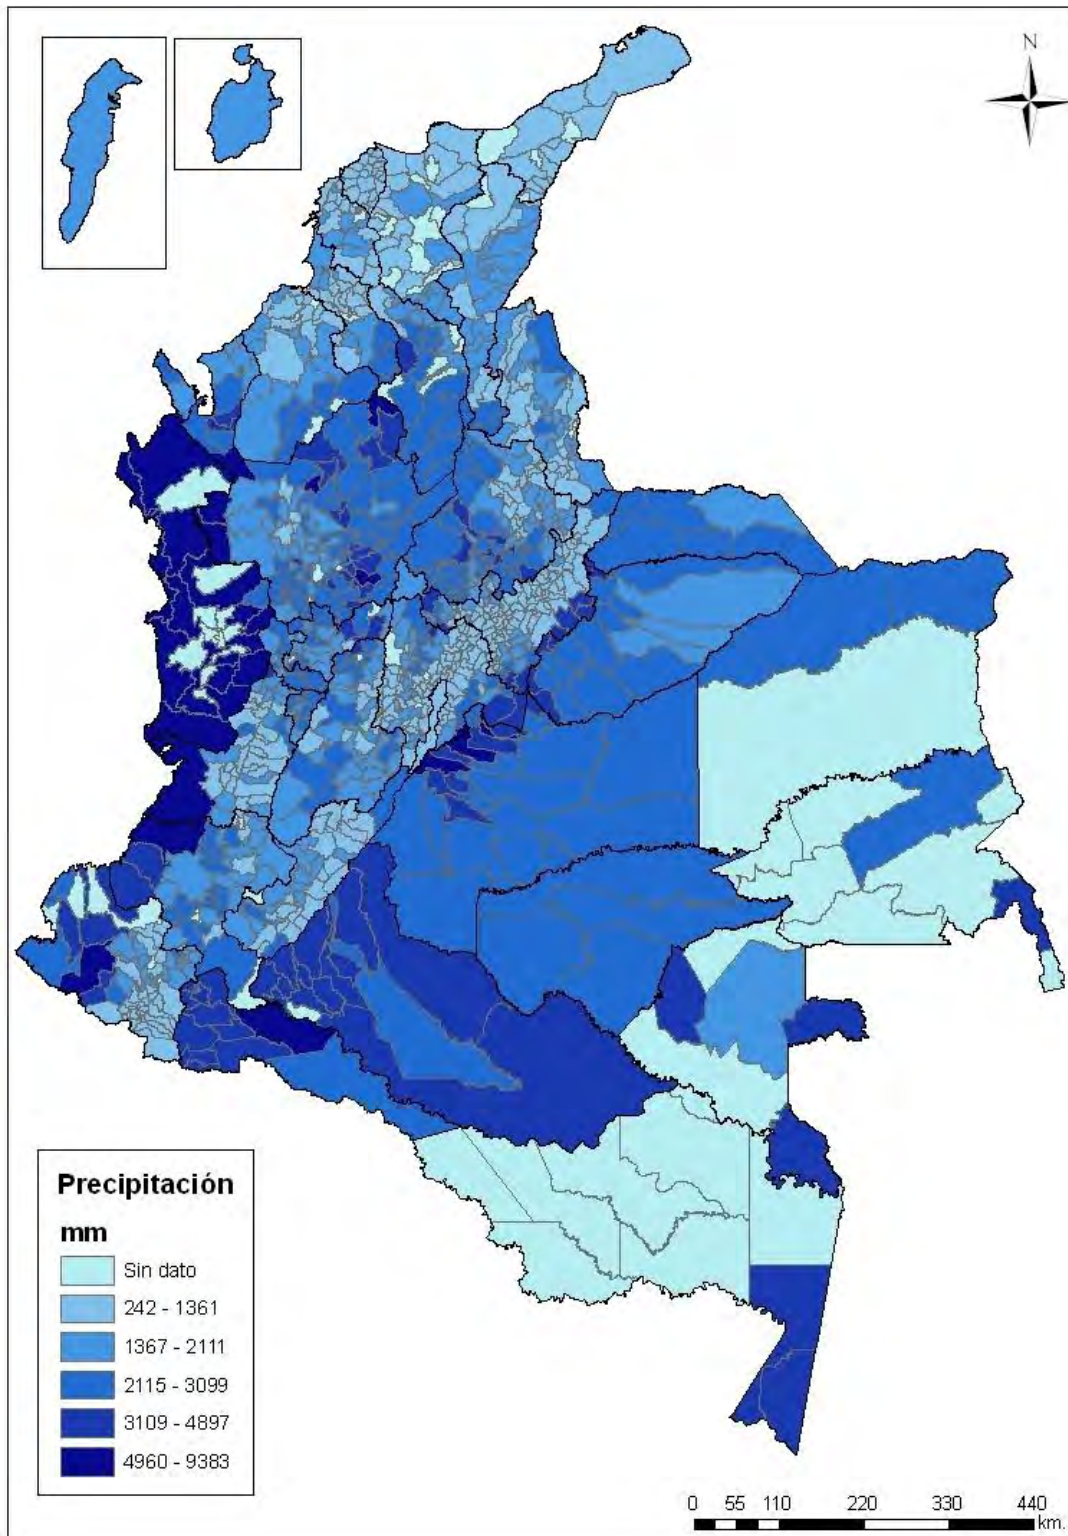 N
Precipitación
mm
Sin dato
242 - 1361
1367 - 2111
2115 - 3099
3109 - 4897
4960 - 9383
0 55 110 220 330 440
km.